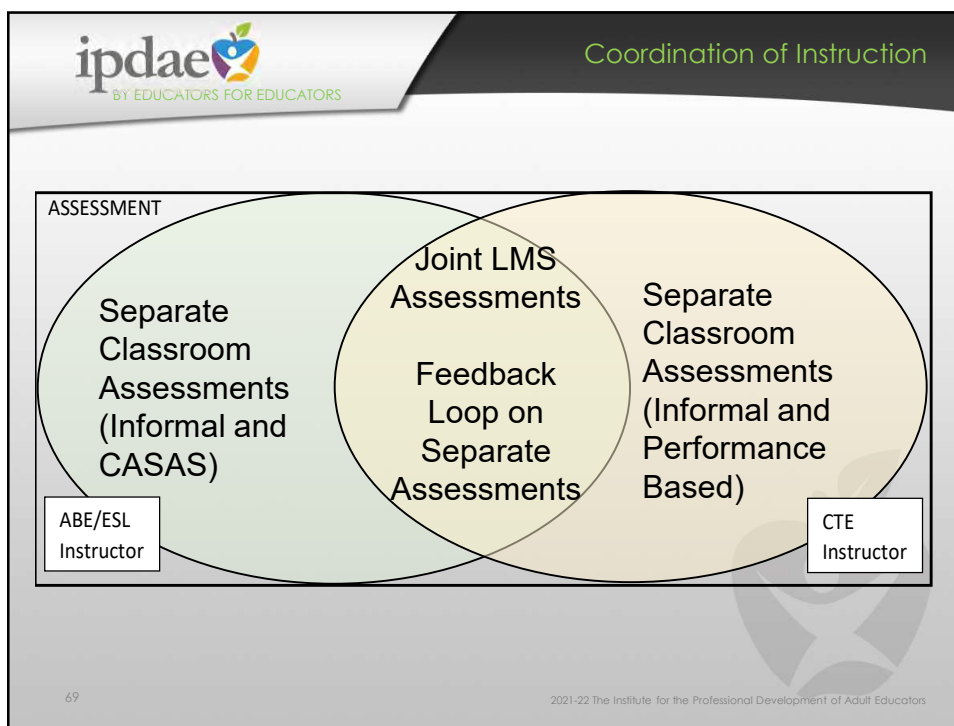 ipdae
BY EDUCATORS FOR EDUCATORS
Coordination of Instruction
ASSESSMENT
Separate
Classroom
Assessments
(Informal and
CASAS)
ABE/ESL
Instructor
Joint LMS
Assessments
Feedback
Loop on
Separate
Assessments
Separate
Classroom
Assessments
(Informal and
Performance
Based)
CTE
Instructor
69
2021-22 The Institute for the Professional Development of Adult Educators